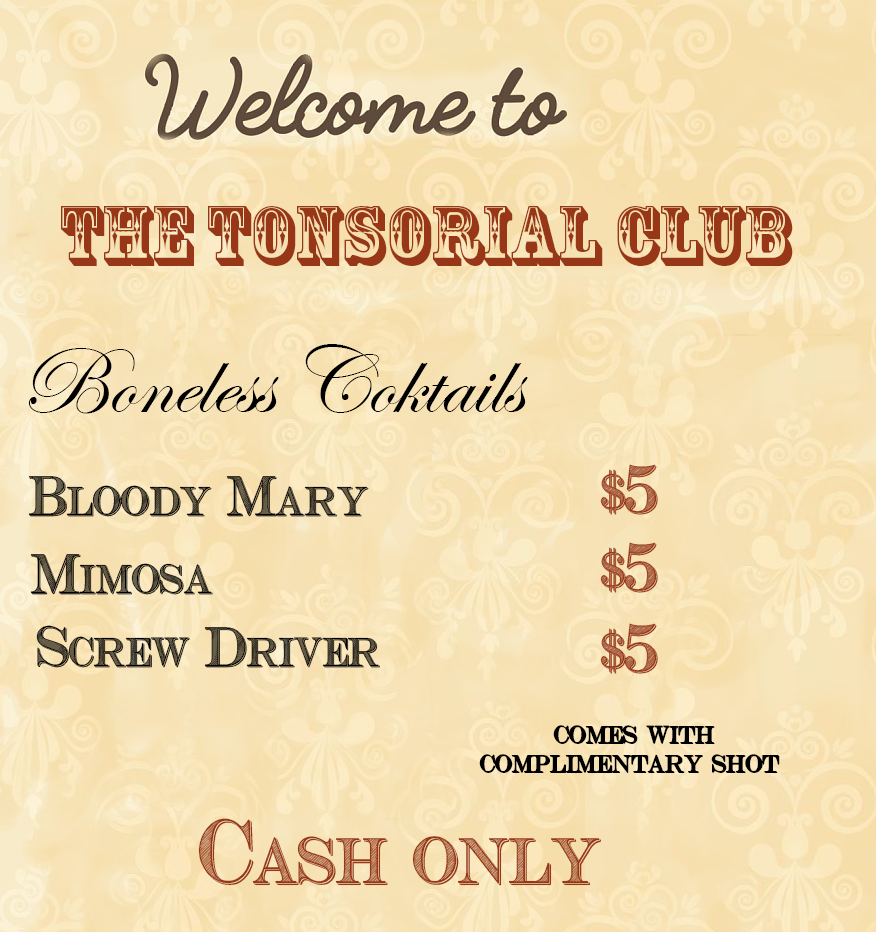 Welcome to
THE TONSORIAL CLUB
Boneless Coktails
Bloody Mary $5
Mimosa $5
Screw Driver $5
COMES WITH
COMPLIMENTARY SHOT
Cash only